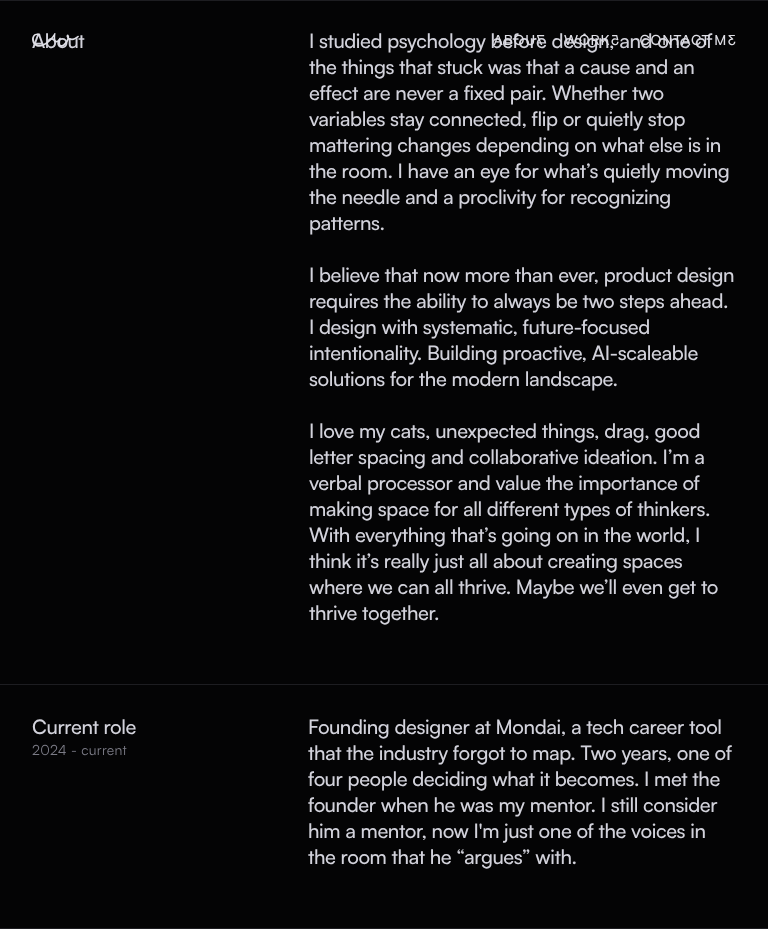 About
ABOUT WORKS CONTACT ME
I studied psychology before design, and one of
the things that stuck was that a cause and an
effect are never a fixed pair. Whether two
variables stay connected, flip or quietly stop
mattering changes depending on what else is in
the room. I have an eye for what’s quietly moving
the needle and a proclivity for recognizing
patterns.
I believe that now more than ever, product design
requires the ability to always be two steps ahead.
I design with systematic, future-focused
intentionality. Building proactive, AI-scaleable
solutions for the modern landscape.
I love my cats, unexpected things, drag, good
letter spacing and collaborative ideation. I’m a
verbal processor and value the importance of
making space for all different types of thinkers.
With everything that’s going on in the world, I
think it’s really just all about creating spaces
where we can all thrive. Maybe we’ll even get to
thrive together.
Current role
2024 - current
Founding designer at Mondai, a tech career tool
that the industry forgot to map. Two years, one of
four people deciding what it becomes. I met the
founder when he was my mentor. I still consider
him a mentor, now I'm just one of the voices in
the room that he “argues” with.